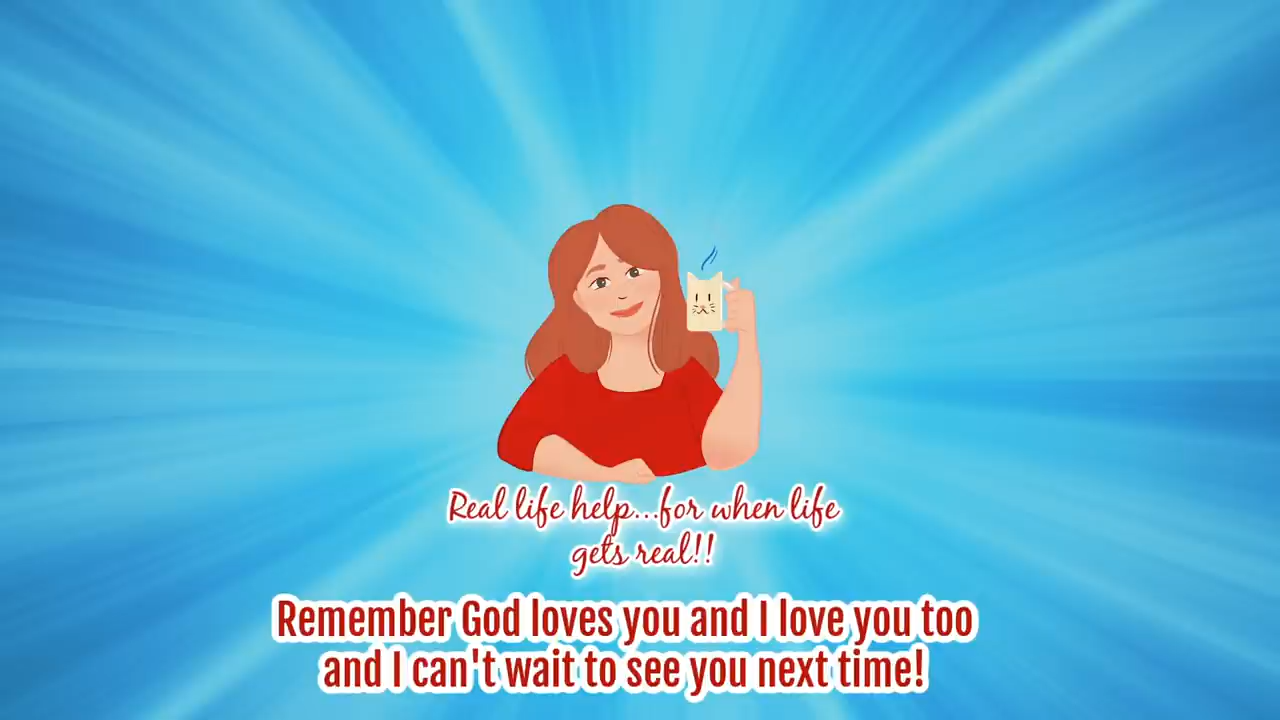 Real life help...for when life
gets real!!
Remember God loves you and I love you too
and I can't wait to see you next time!